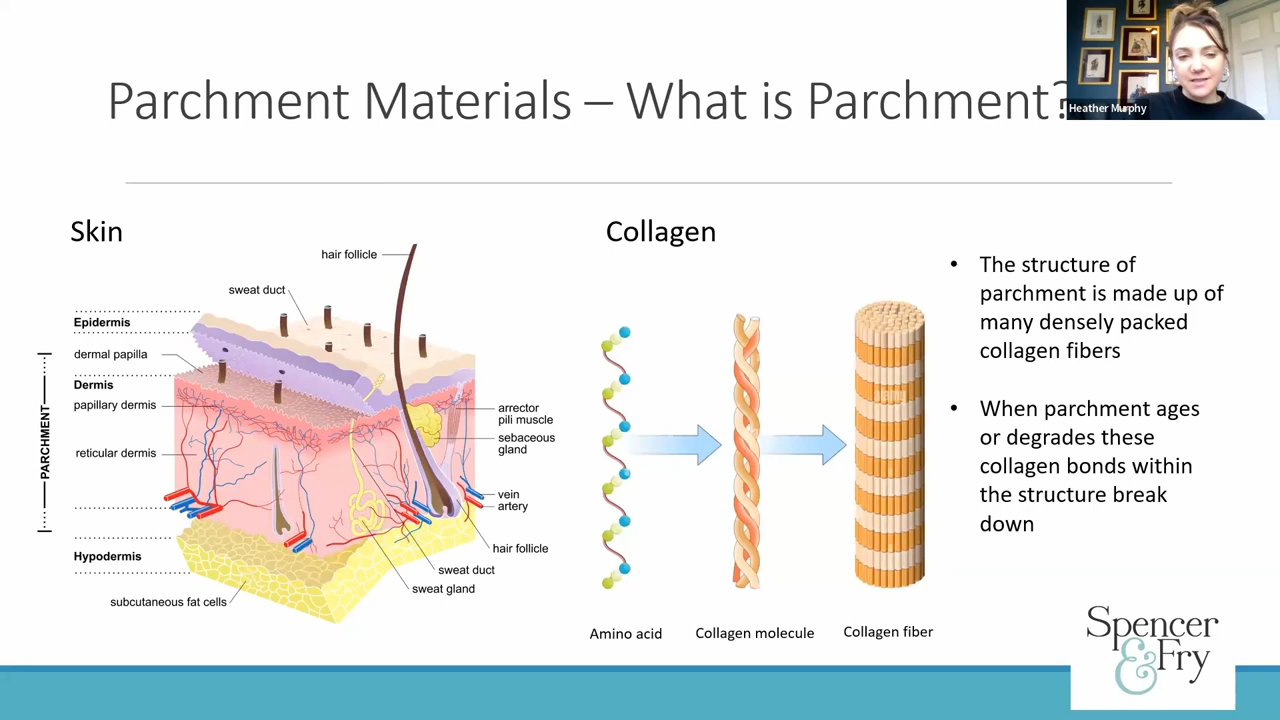 Parchment Materials – What is Parchment?
Heather Murphy
Skin
hair follicle
sweat duct
Epidermis
dermal papilla
Dermis
papillary dermis
reticular dermis
PARCHMENT
Hypodermis
subcutaneous fat cells
arrector
pili muscle
sebaceous
gland
vein
artery
hair follicle
sweat duct
sweat gland
Collagen
Amino acid
Collagen molecule
Collagen fiber
• The structure of
parchment is made up of
many densely packed
collagen fibers
• When parchment ages
or degrades these
collagen bonds within
the structure break
down
Spencer
& Fry